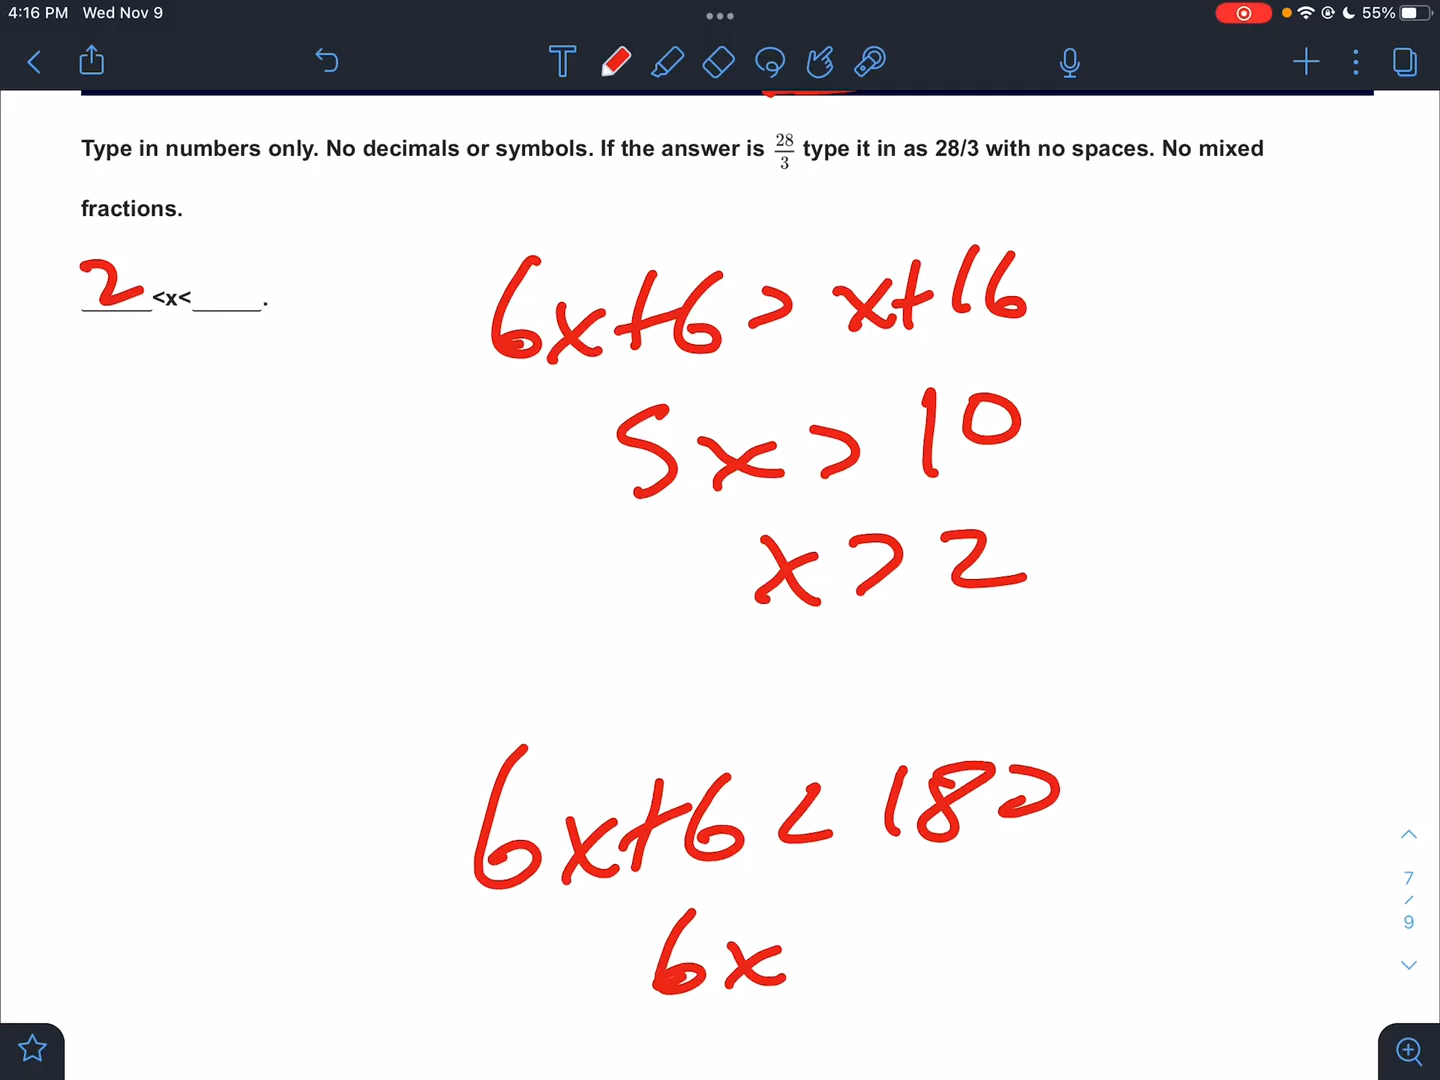 4:16 PM Wed Nov 9 55%
Type in numbers only. No decimals or symbols. If the answer is 28/3 type it in as 28/3 with no spaces. No mixed
fractions.
2 <x< ______.
6x+6 > x+16
5x > 10
x > 2
6x+6 < 180
6x
7
/
9